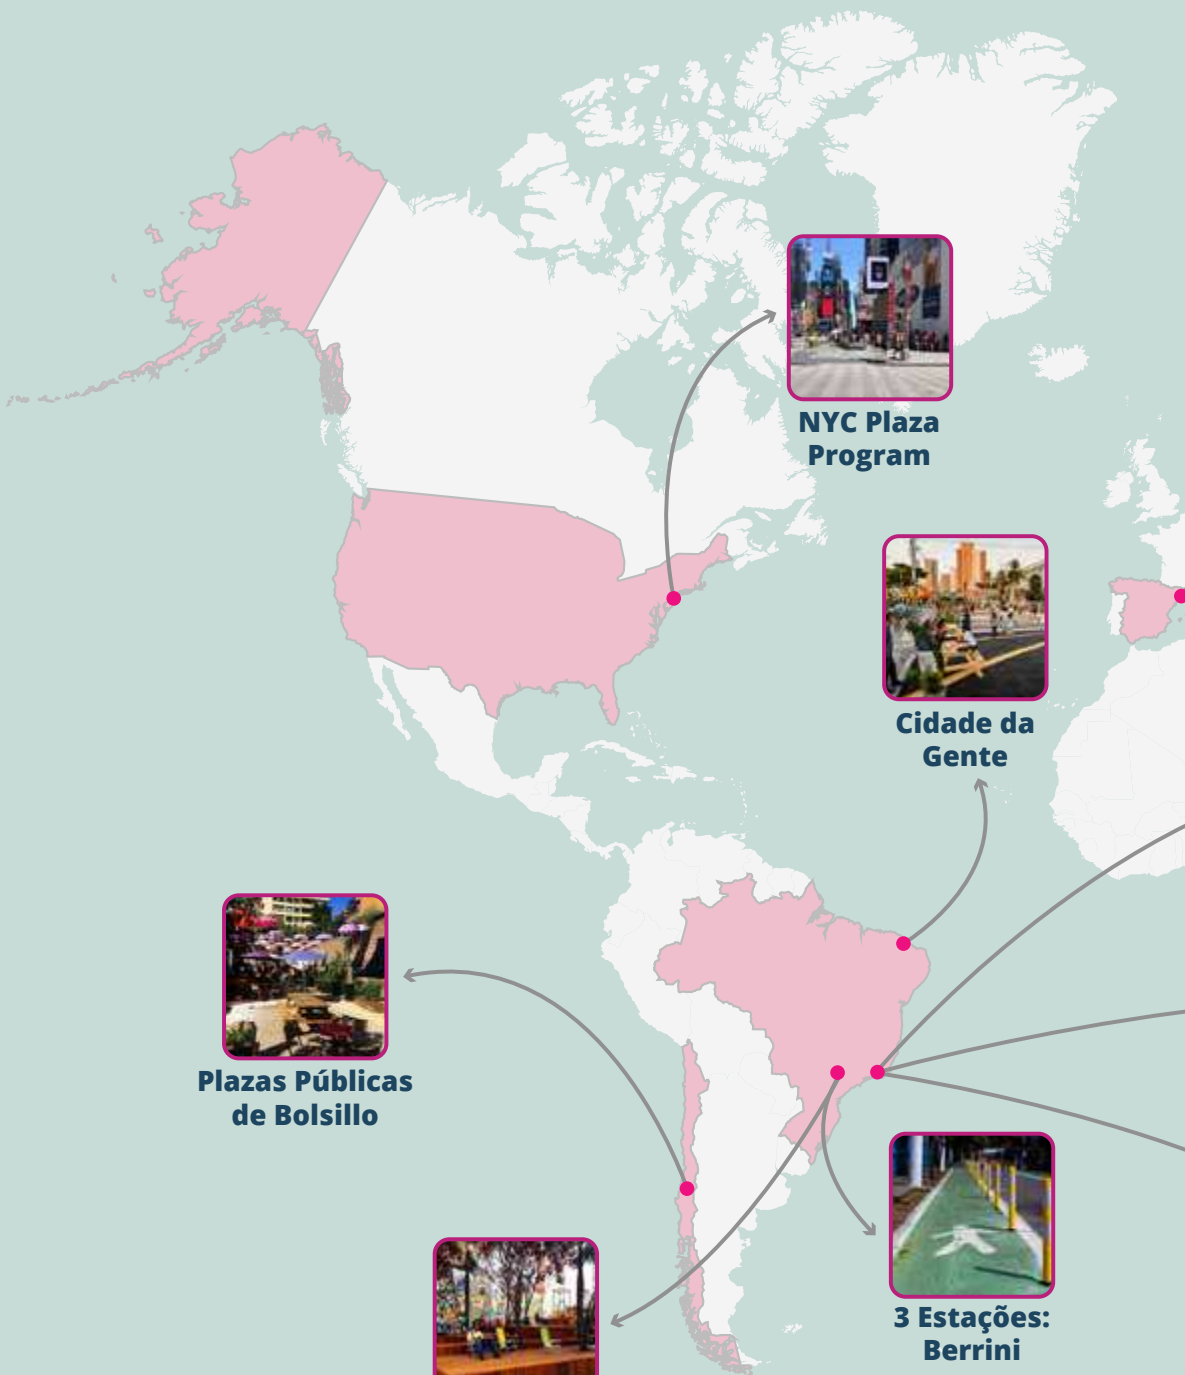 NYC Plaza
Program
Cidade da
Gente
Plazas Públicas
de Bolsillo
3 Estações:
Berrini